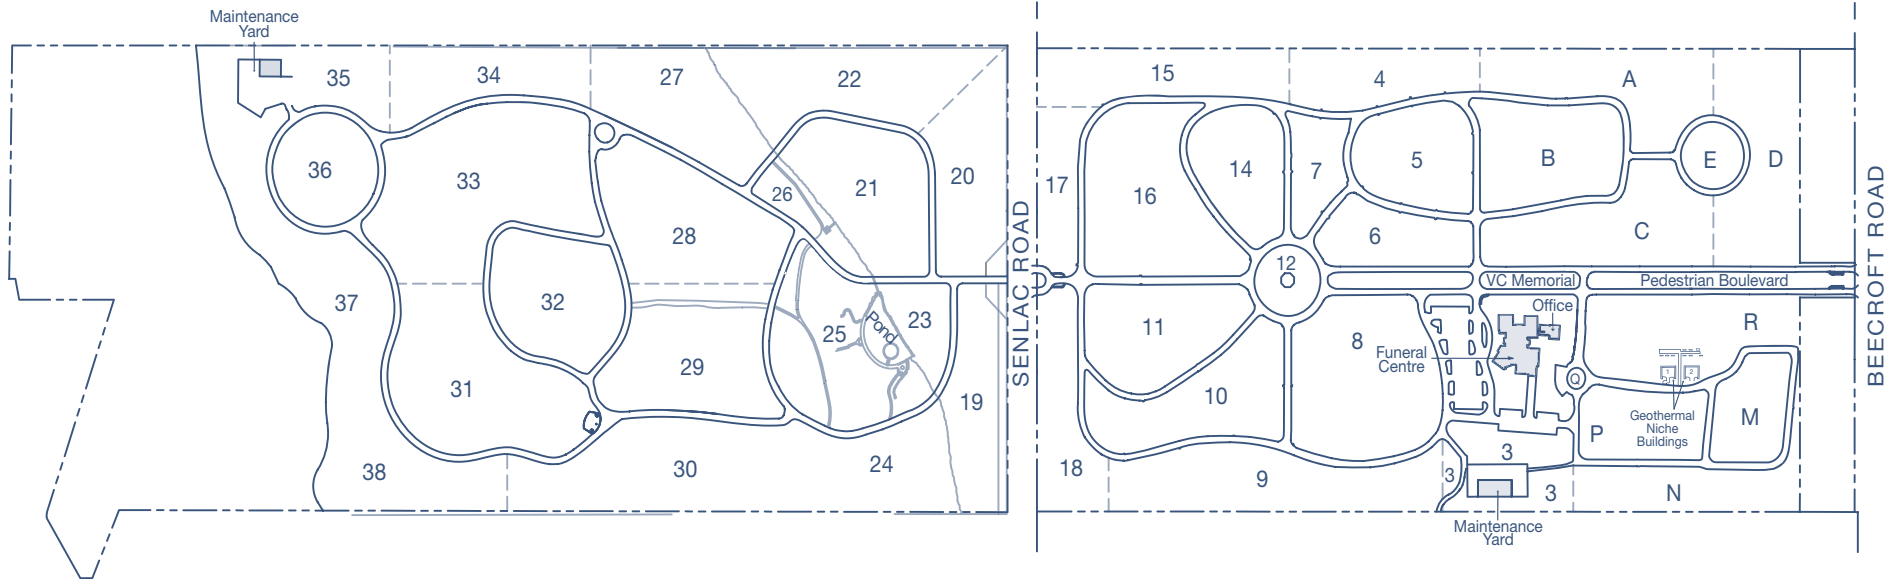 Maintenance
Yard
35
34
27
22
36
33
26
21
20
28
37
32
25
Pond
23
31
29
19
38
30
24
SENLAC ROAD
15
4
A
17
16
14
7
5
B
E
D
6
C
12
VC Memorial
Pedestrian Boulevard
Office
11
8
R
Funeral
Centre
1
2
Q
10
Geothermal
Niche
Buildings
P
M
3
18
9
3
3
N
Maintenance
Yard
BEECROFT ROAD